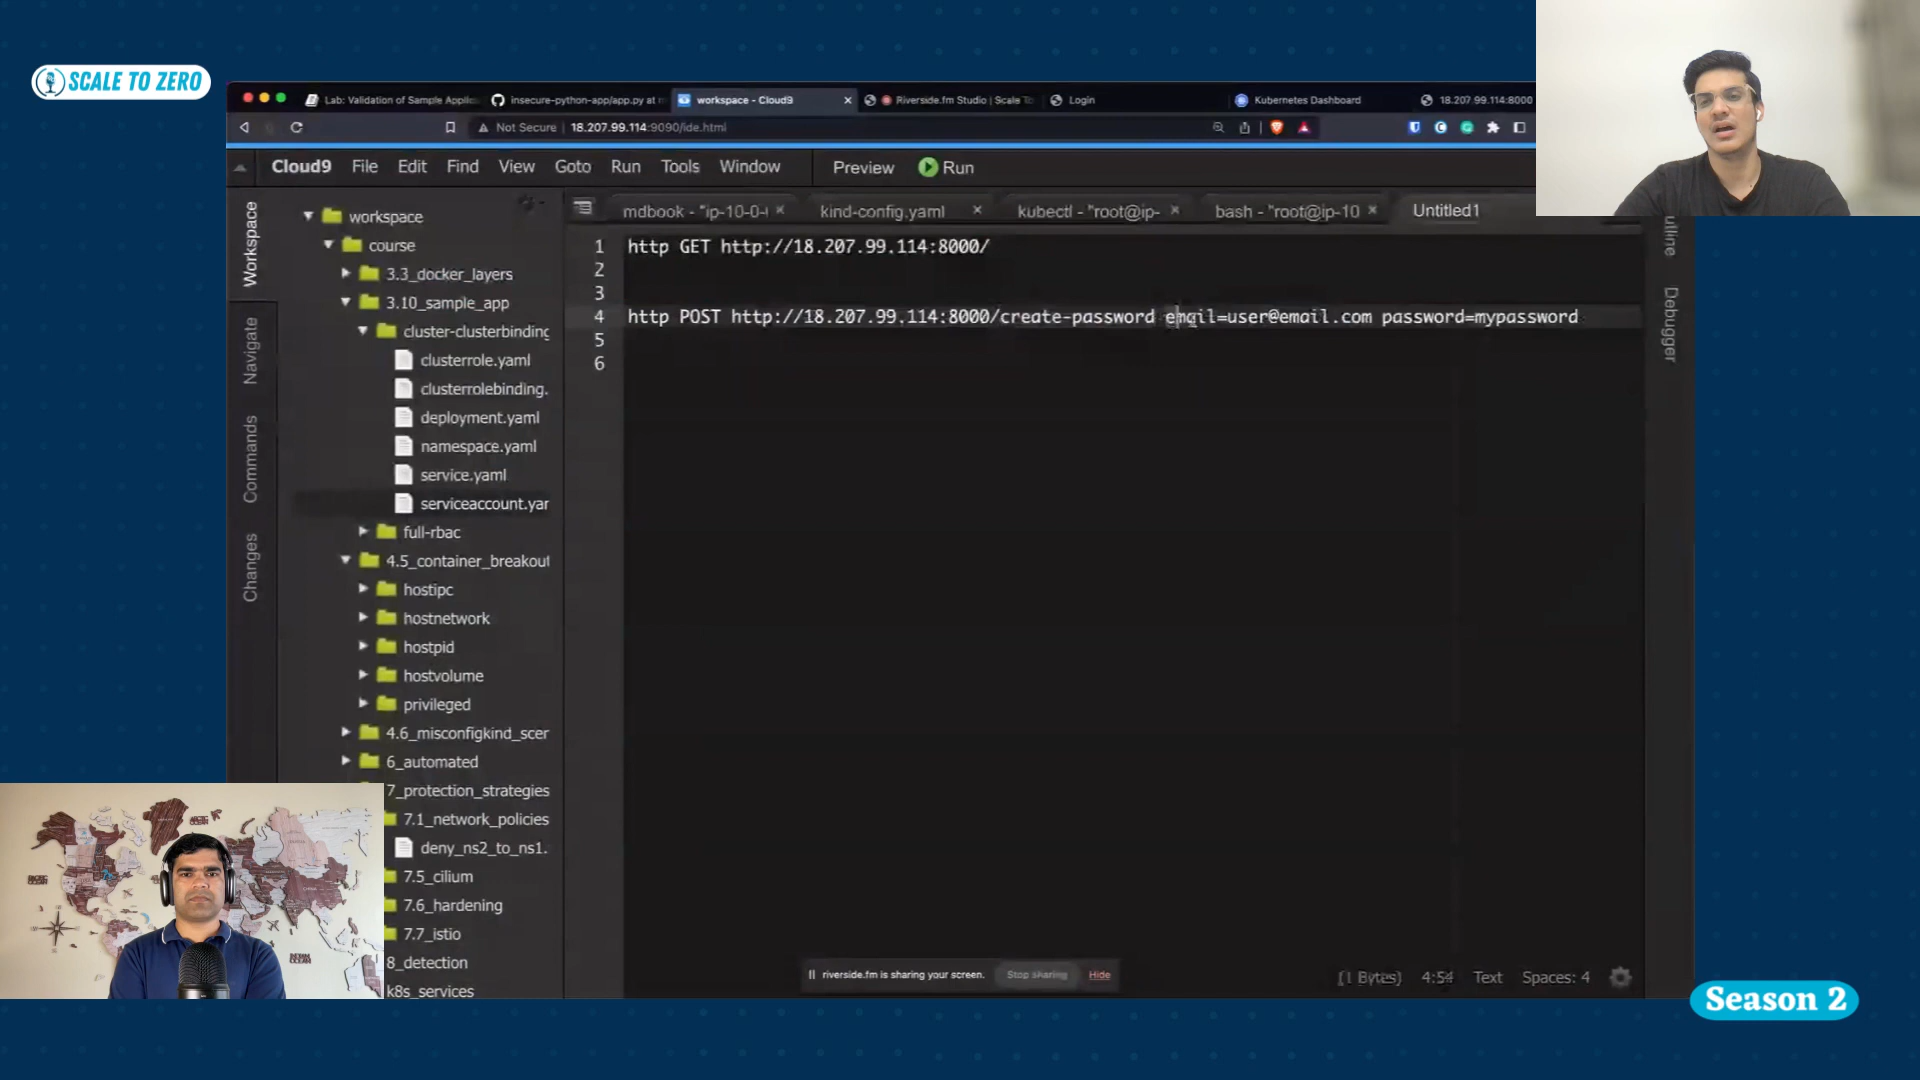 SCALE TO ZERO
Lab: Validation of Sample Applic
insecure-python-app/app.py at m
workspace - Cloud9
Riverside.fm Studio | Scale To
Login
Kubernetes Dashboard
18.207.99.114:8000
Not Secure
18.207.99.114:9090/ide.html
Cloud9 File Edit Find View Goto Run Tools Window Preview Run
Workspace
Navigate
Commands
Changes
workspace
course
3.3_docker_layers
3.10_sample_app
cluster-clusterbinding
clusterrole.yaml
clusterrolebinding.
deployment.yaml
namespace.yaml
service.yaml
serviceaccount.yar
full-rbac
4.5_container_breakout
hostipc
hostnetwork
hostpid
hostvolume
privileged
4.6_misconfigkind_scer
6_automated
7_protection_strategies
7.1_network_policies
deny_ns2_to_ns1.
7.5_cilium
7.6_hardening
7.7_istio
8_detection
k8s_services
mdbook - "ip-10-0-
kind-config.yaml
kubectl - "root@ip-
bash - "root@ip-10
Untitled1
1 http GET http://18.207.99.114:8000/
2
3
4 http POST http://18.207.99.114:8000/create-password email=user@email.com password=mypassword
5
6
utline
Debugger
riverside.fm is sharing your screen. Stop sharing Hide
(1 Bytes) 4:54 Text Spaces: 4
Season 2